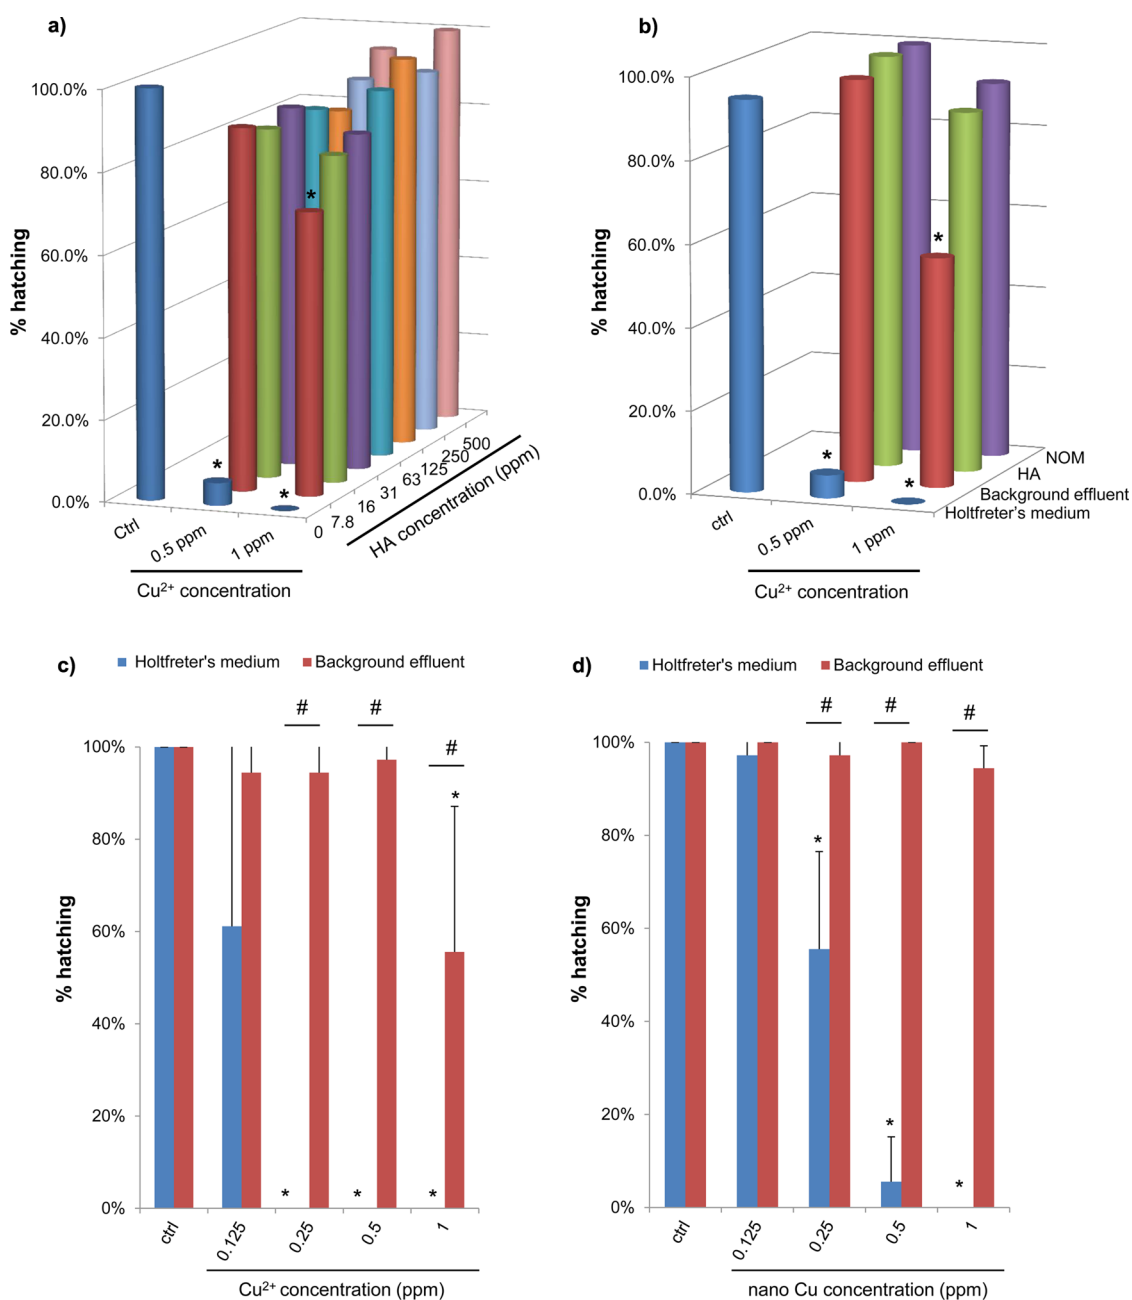 a)
% hatching
100.0%
80.0%
60.0%
40.0%
20.0%
0.0%
*
*
*
Ctrl
0.5 ppm
1 ppm
Cu²⁺ concentration
0
7.8
16
31
63
125
250
500
HA concentration (ppm)
b)
% hatching
100.0%
80.0%
60.0%
40.0%
20.0%
0.0%
*
*
*
ctrl
0.5 ppm
1 ppm
Cu²⁺ concentration
NOM
HA
Background effluent
Holtfreter's medium
c)
Holtfreter's medium
Background effluent
% hatching
100%
80%
60%
40%
20%
0%
#
#
#
*
*
*
*
ctrl
0.125
0.25
0.5
1
Cu²⁺ concentration (ppm)
d)
Holtfreter's medium
Background effluent
% hatching
100%
80%
60%
40%
20%
0%
#
#
#
*
*
*
ctrl
0.125
0.25
0.5
1
nano Cu concentration (ppm)